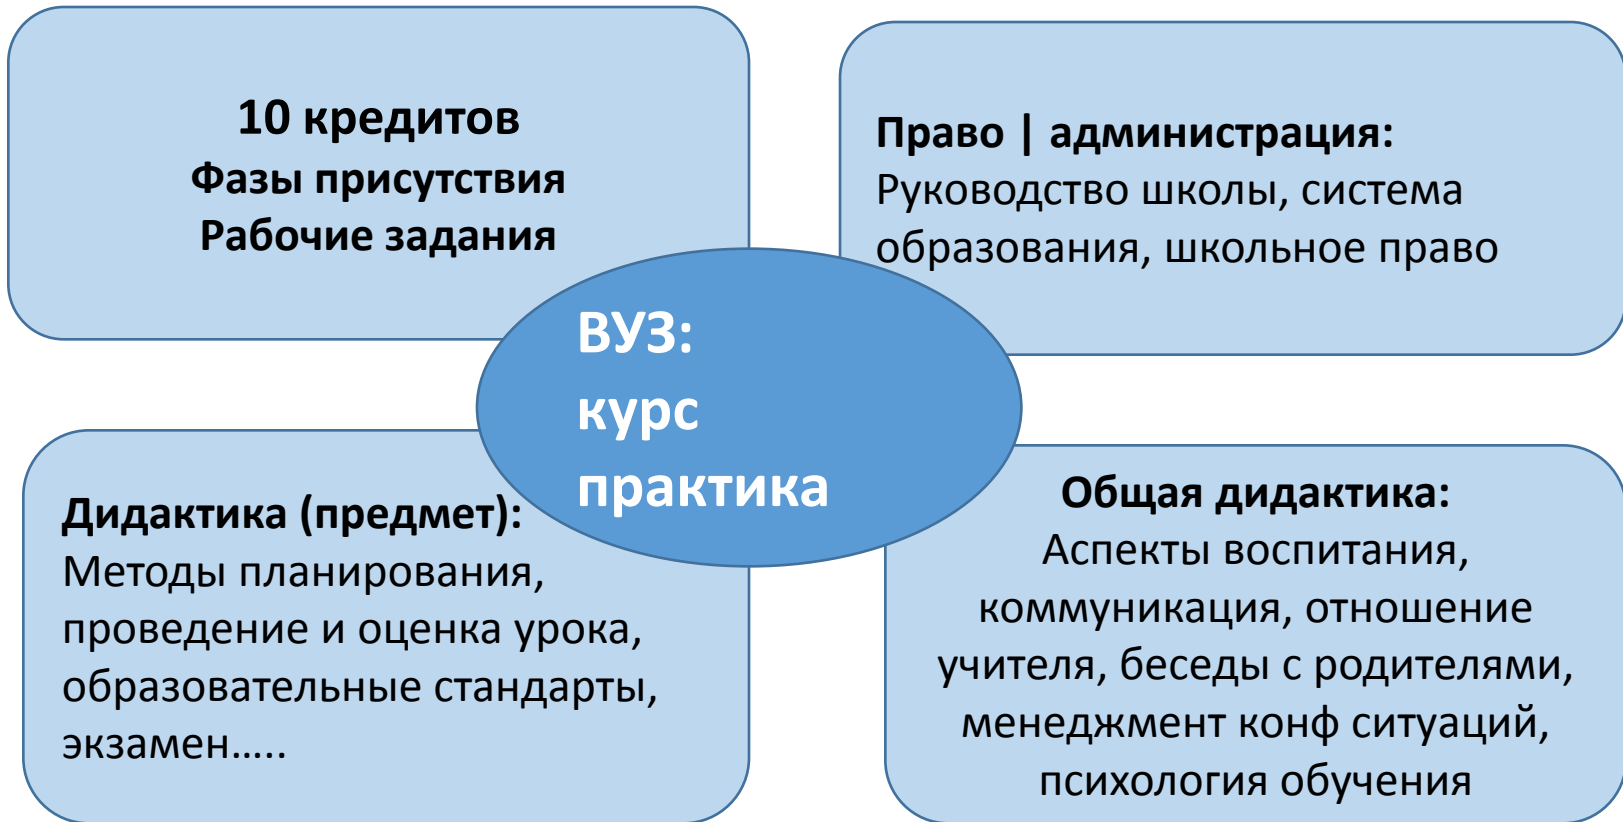 10 кредитов
Фазы присутствия
Рабочие задания
Право | администрация:
Руководство школы, система
образования, школьное право
ВУЗ:
курс
практика
Дидактика (предмет):
Методы планирования,
проведение и оценка урока,
образовательные стандарты,
экзамен.....
Общая дидактика:
Аспекты воспитания,
коммуникация, отношение
учителя, беседы с родителями,
менеджмент конф ситуаций,
психология обучения